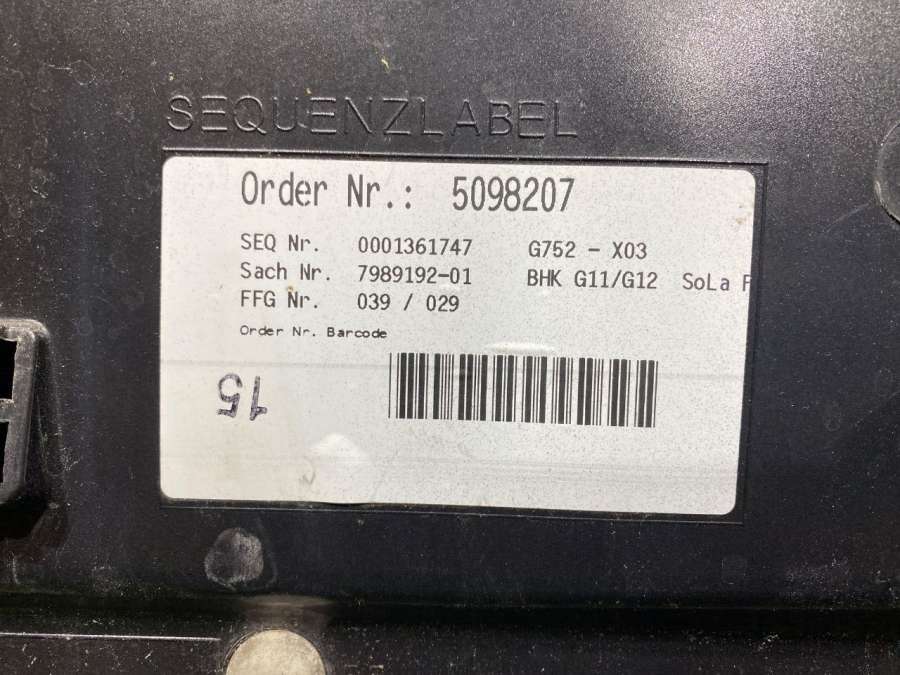 SEQUENZLABEL
Order Nr.: 5098207
SEQ Nr. 0001361747 G752 - X03
Sach Nr. 7989192-01 BHK G11/G12 SoLa F
FFG Nr. 039 / 029
Order Nr. Barcode
15